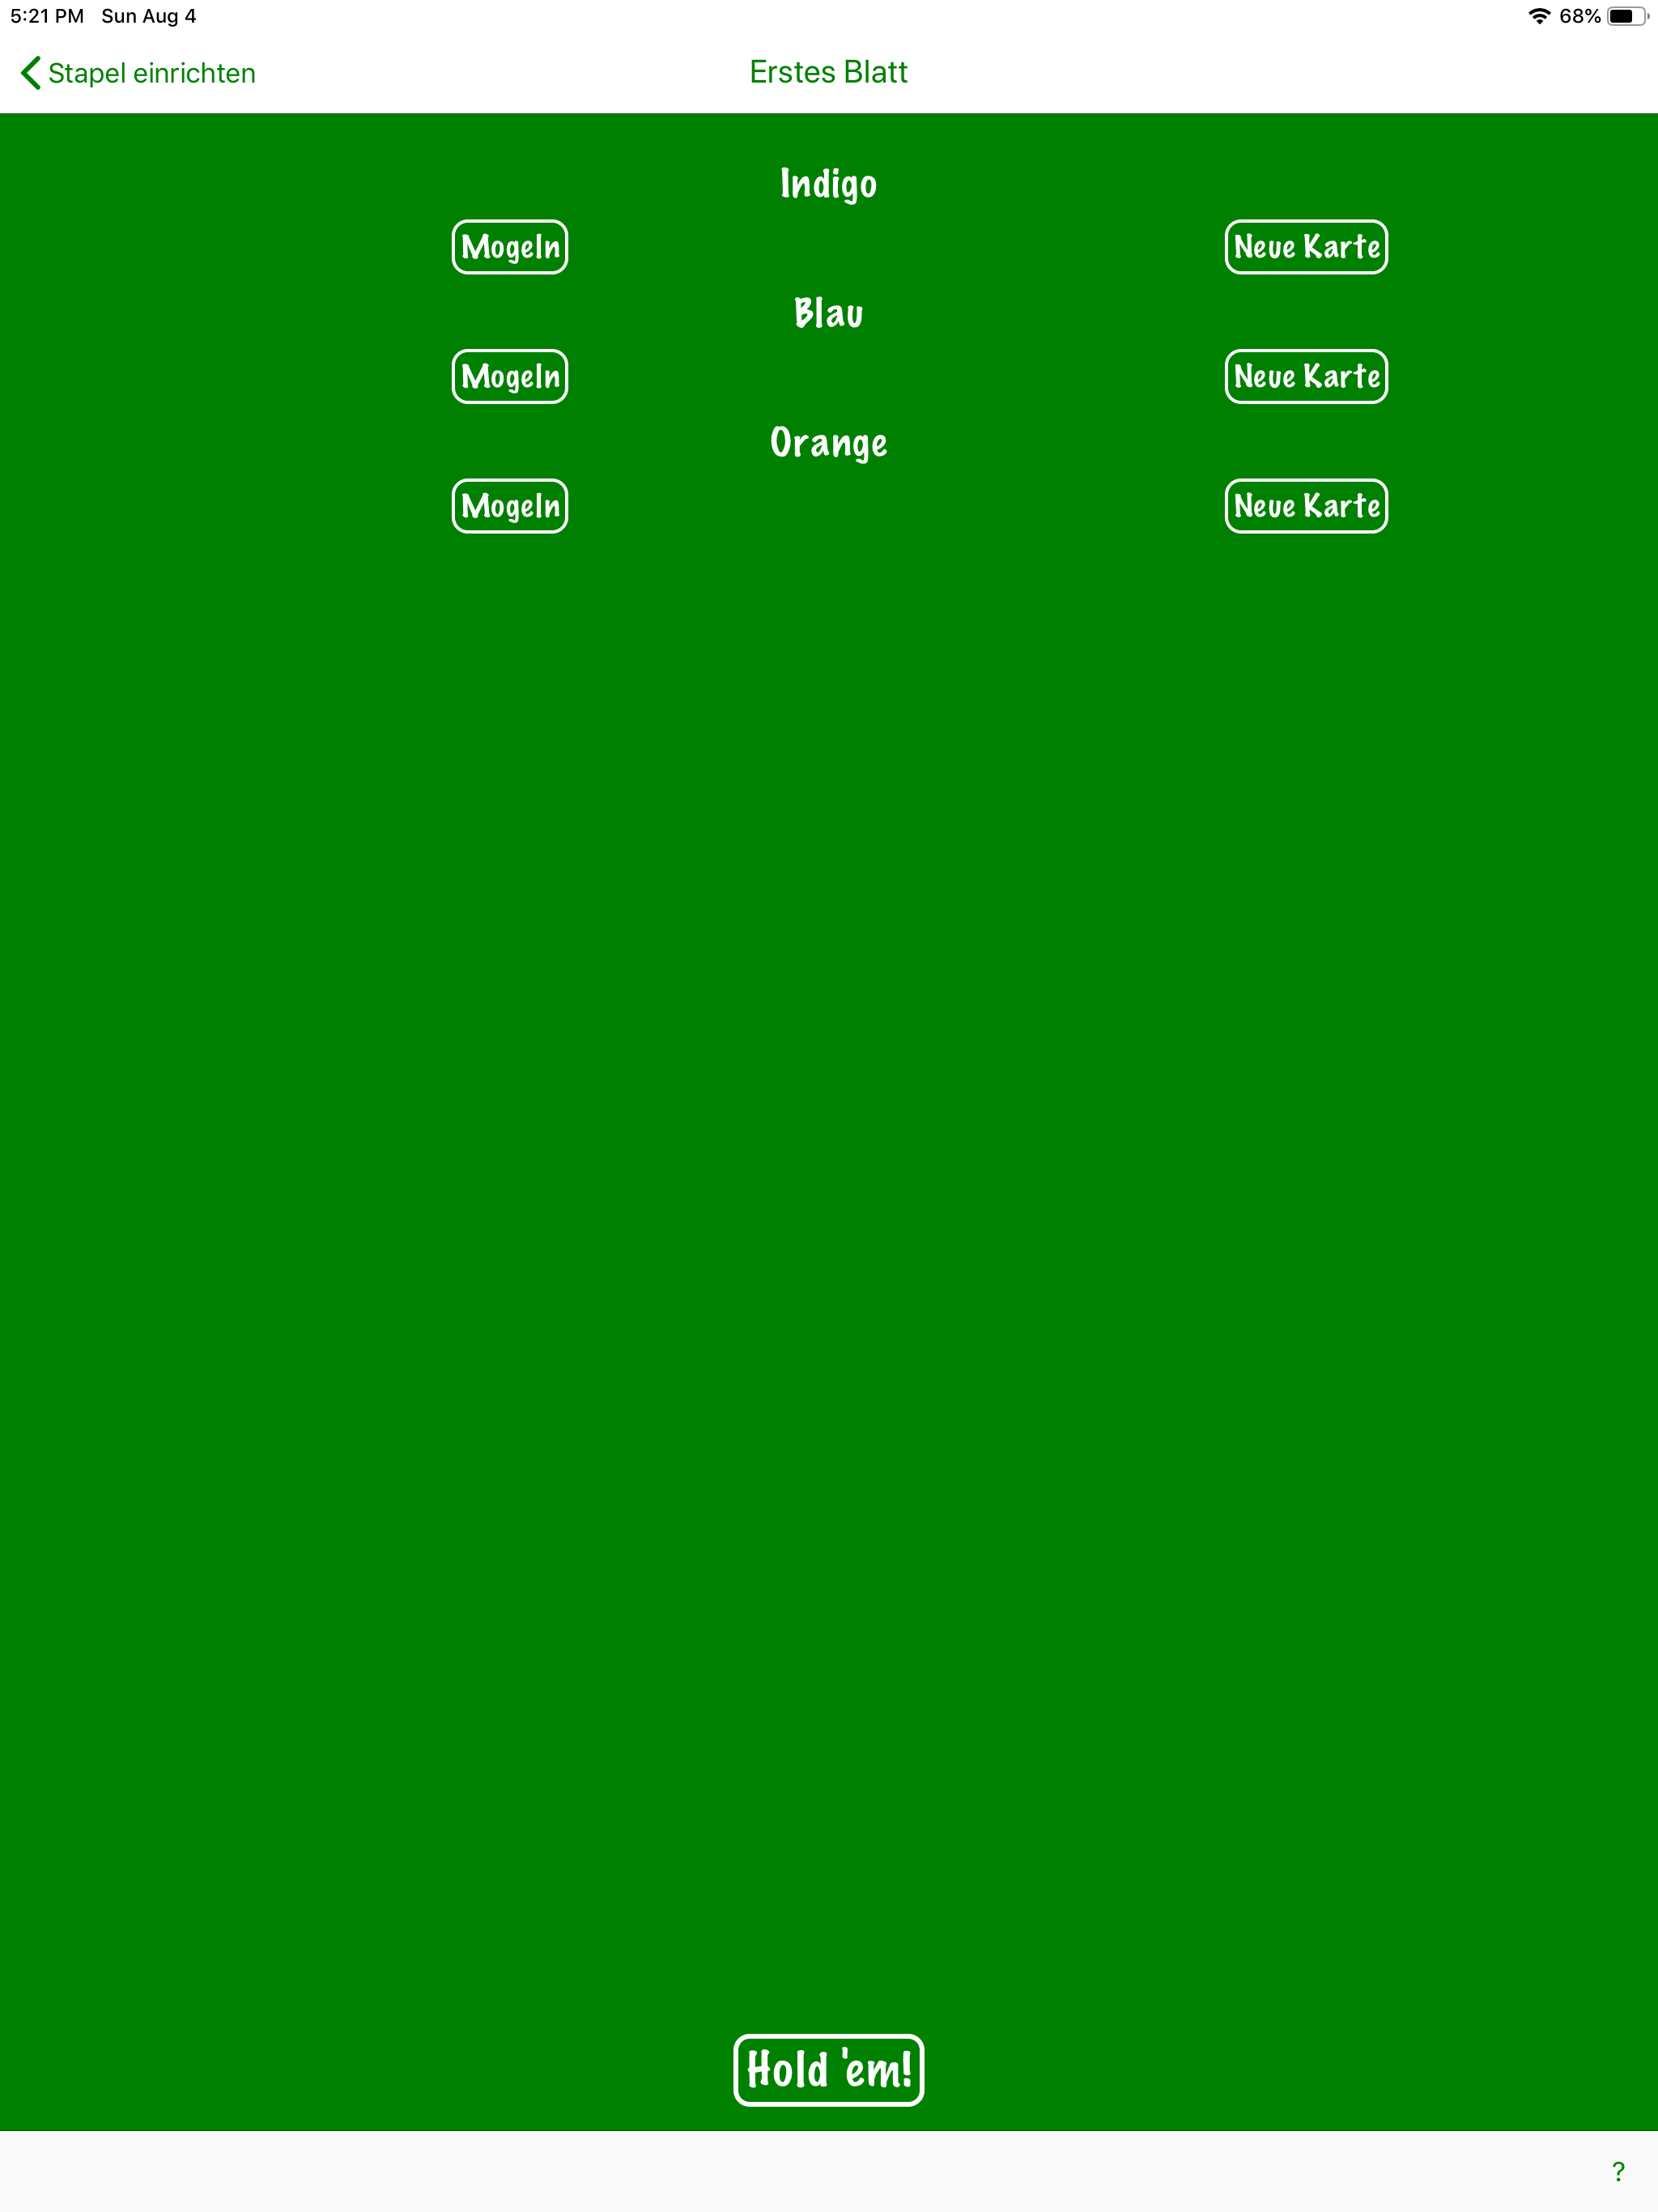 5:21 PM Sun Aug 4 68%
Stapel einrichten Erstes Blatt
Indigo
Mogeln Neue Karte
Blau
Mogeln Neue Karte
Orange
Mogeln Neue Karte
Hold 'em!
?